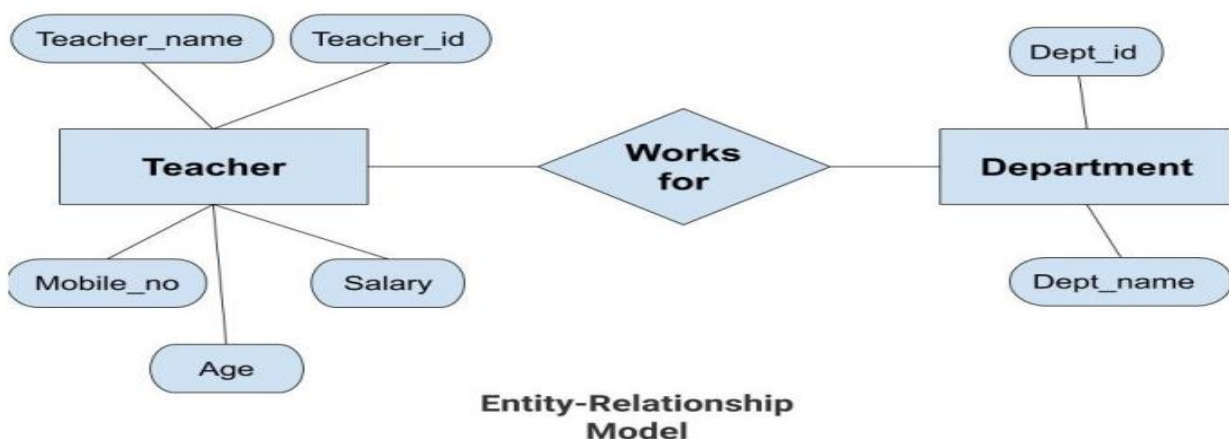 Teacher_name
Teacher_id
Dept_id
Teacher
Works
for
Department
Mobile_no
Salary
Dept_name
Age
Entity-Relationship
Model